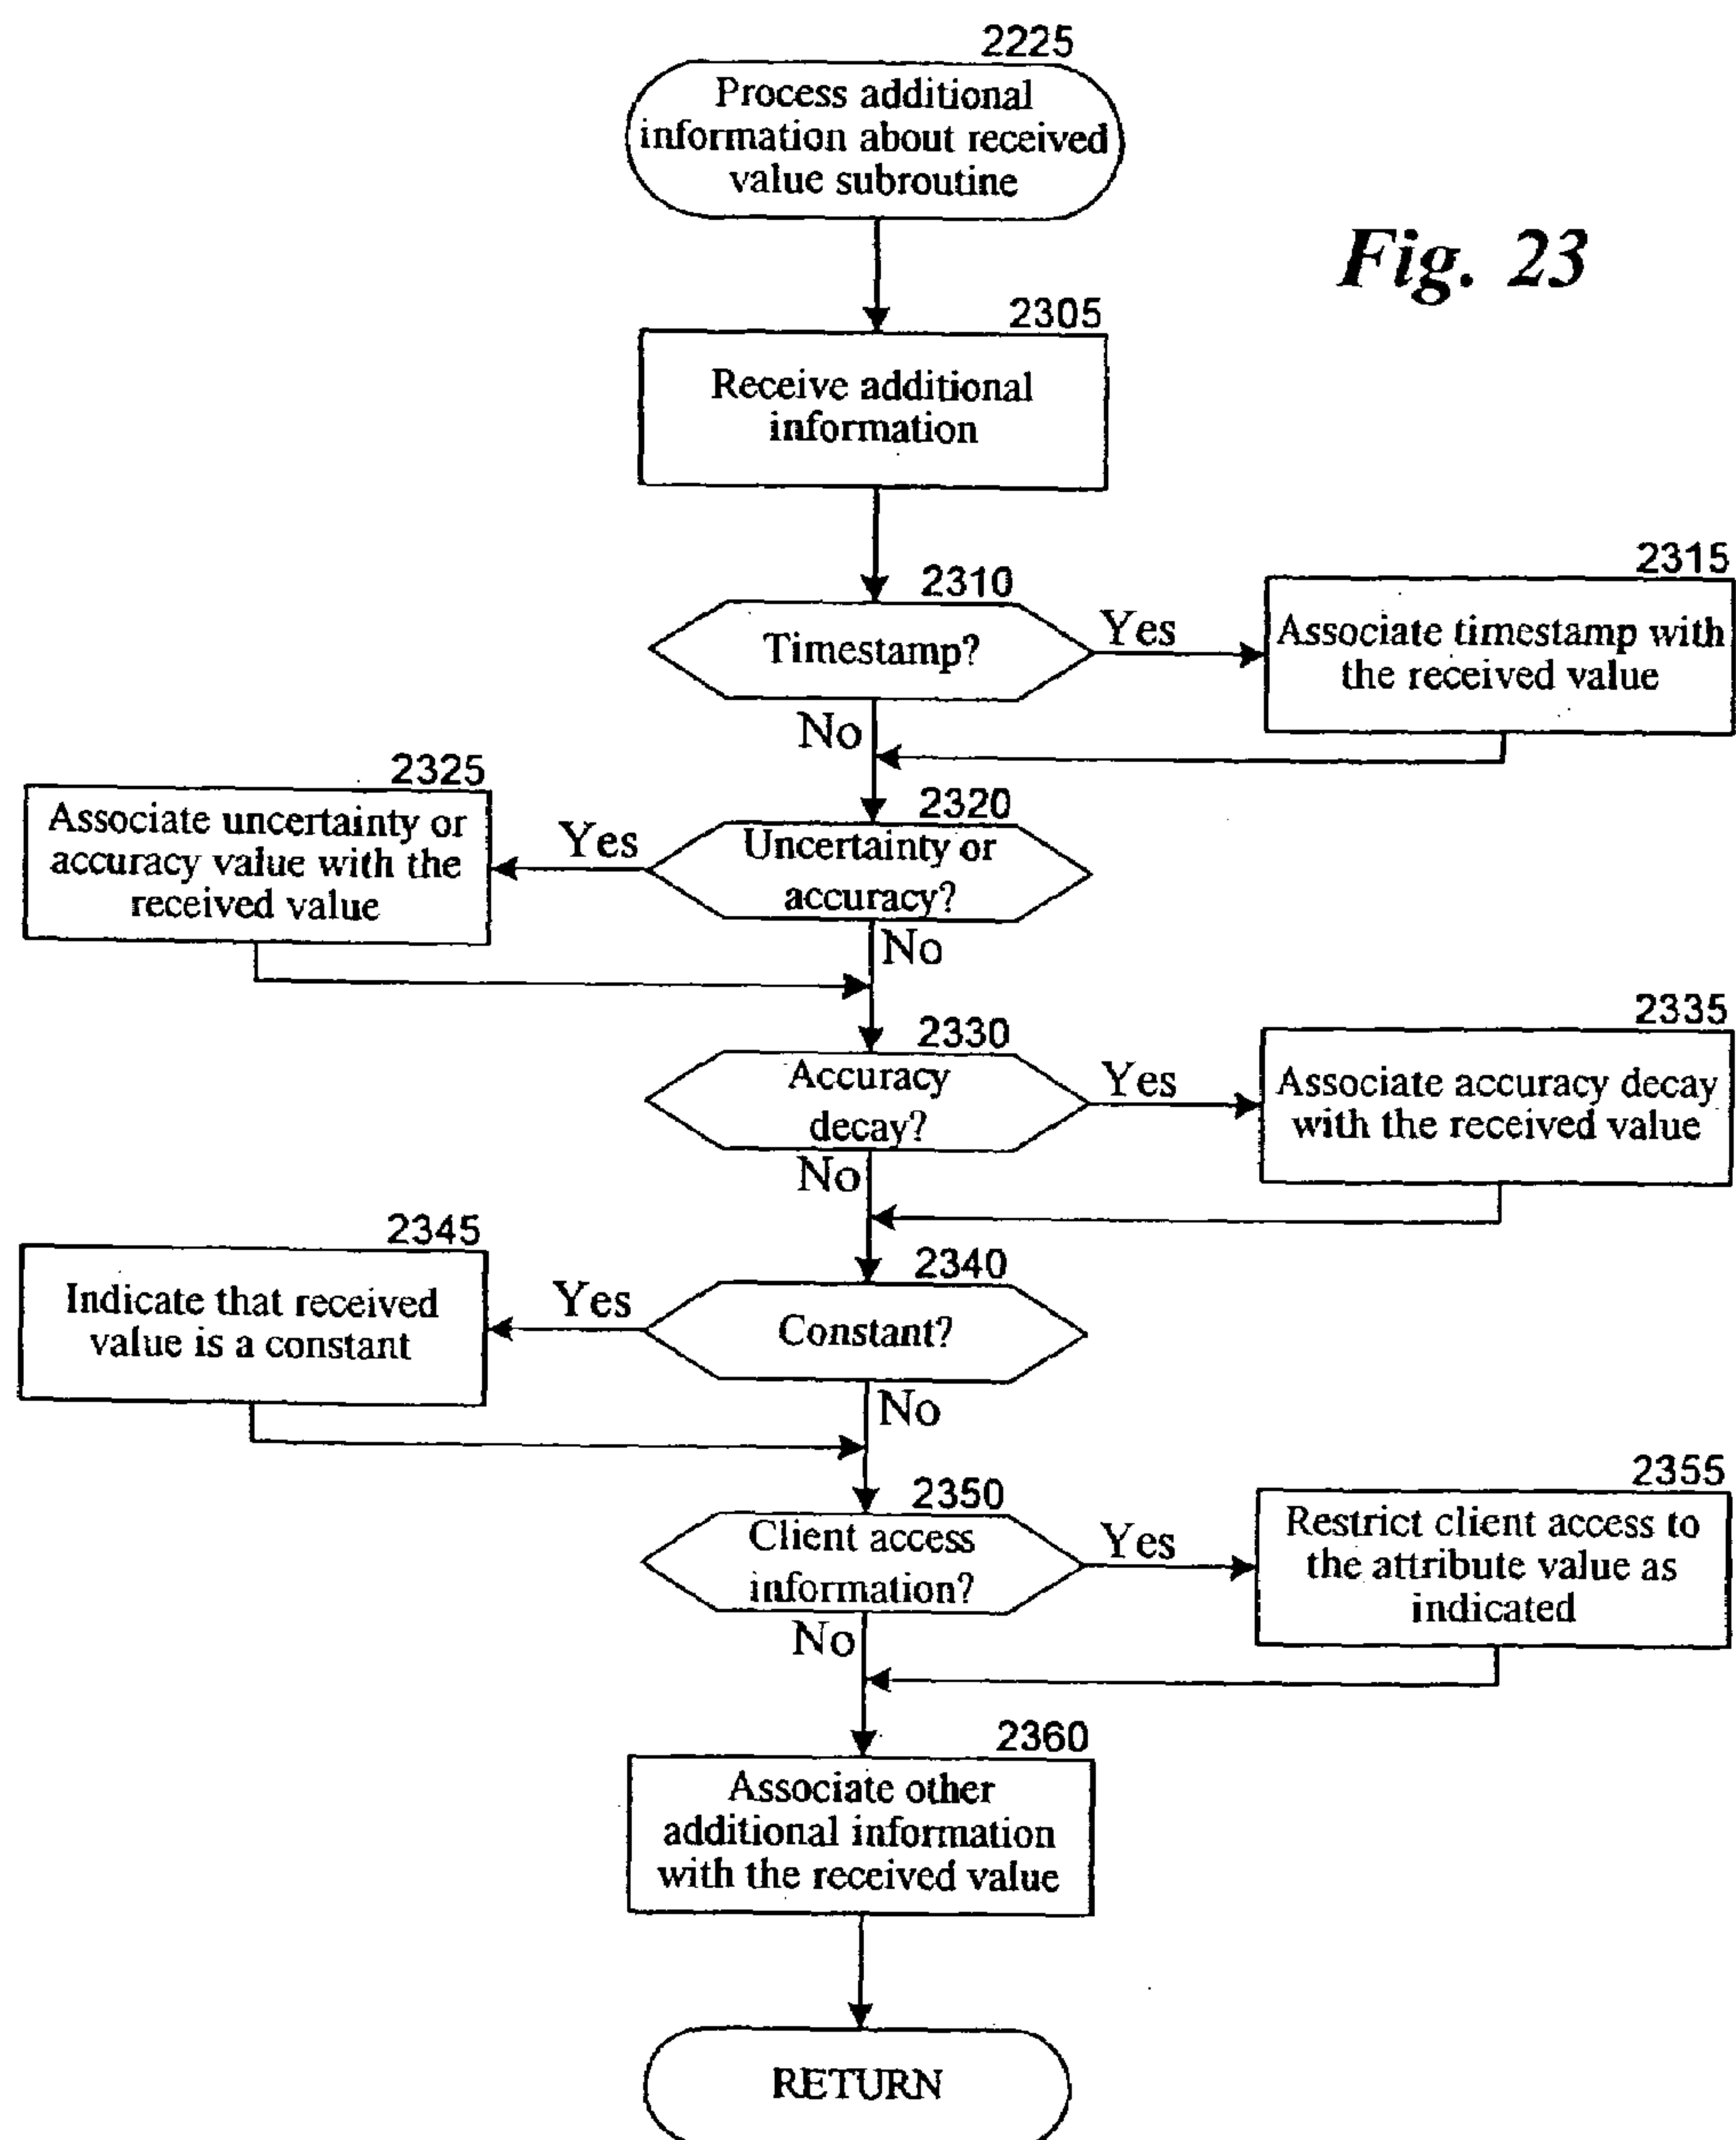 2225
Process additional
information about received
value subroutine
Fig. 23
2305
Receive additional
information
2310
Timestamp?
Yes
No
2315
Associate timestamp with
the received value
2320
Uncertainty or
accuracy?
Yes
No
2325
Associate uncertainty or
accuracy value with the
received value
2330
Accuracy
decay?
Yes
No
2335
Associate accuracy decay
with the received value
2340
Constant?
Yes
No
2345
Indicate that received
value is a constant
2350
Client access
information?
Yes
No
2355
Restrict client access to
the attribute value as
indicated
2360
Associate other
additional information
with the received value
RETURN